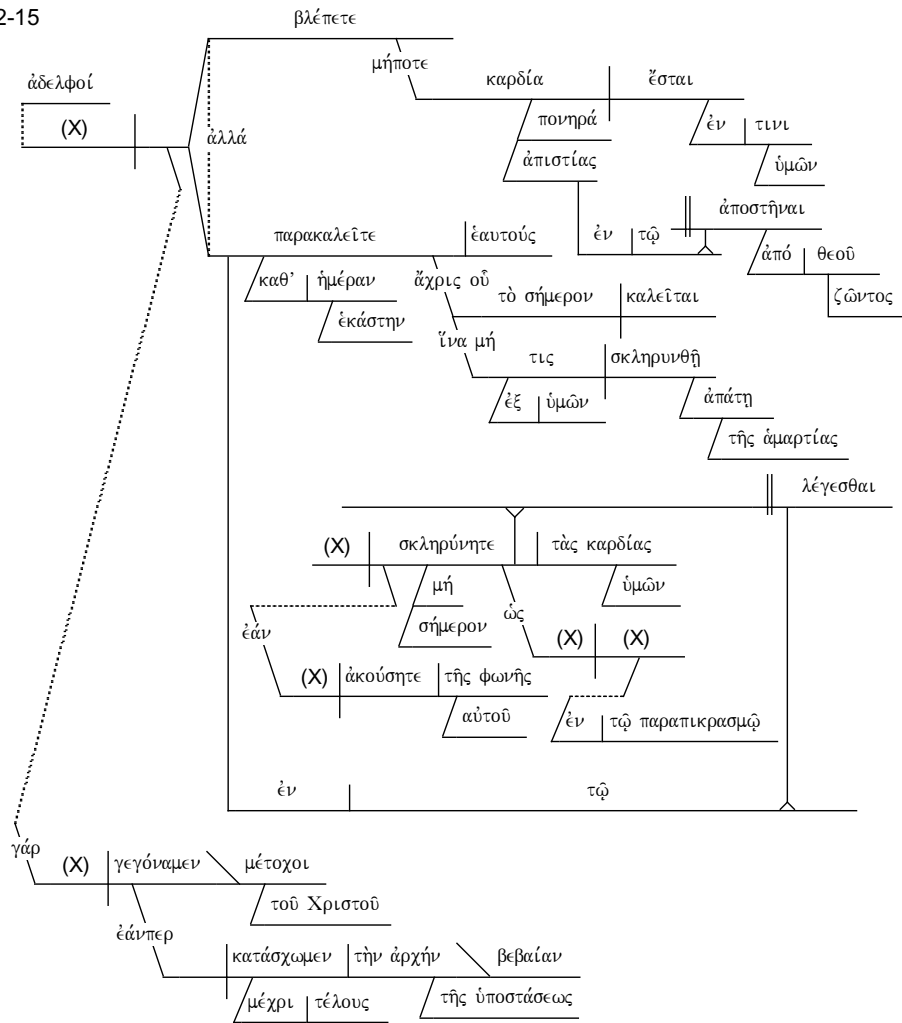 2-15
βλέπετε
μήποτε
ἀδελφοί
καρδία ἔσται
(X)
ἀλλά
πονηρά
ἐν τινι
ἀπιστίας
ὑμῶν
ἀποστῆναι
παρακαλεῖτε ἑαυτούς
ἐν τῷ
καθ' ἡμέραν
ἄχρις οὗ
ἀπό θεοῦ
τὸ σήμερον καλεῖται
ζῶντος
ἑκάστην
ἵνα μή
τις σκληρυνθῇ
ἐξ ὑμῶν
ἀπάτῃ
τῆς ἁμαρτίας
λέγεσθαι
(X) σκληρύνητε τὰς καρδίας
μή
ὑμῶν
ὡς
σήμερον
ἐάν
(X) (X)
(X) ἀκούσητε τῆς φωνῆς
αὐτοῦ
ἐν τῷ παραπικρασμῷ
ἐν τῷ
γάρ
(X) γεγόναμεν μέτοχοι
τοῦ Χριστοῦ
ἐάνπερ
κατάσχωμεν τὴν ἀρχήν βεβαίαν
μέχρι τέλους
τῆς ὑποστάσεως